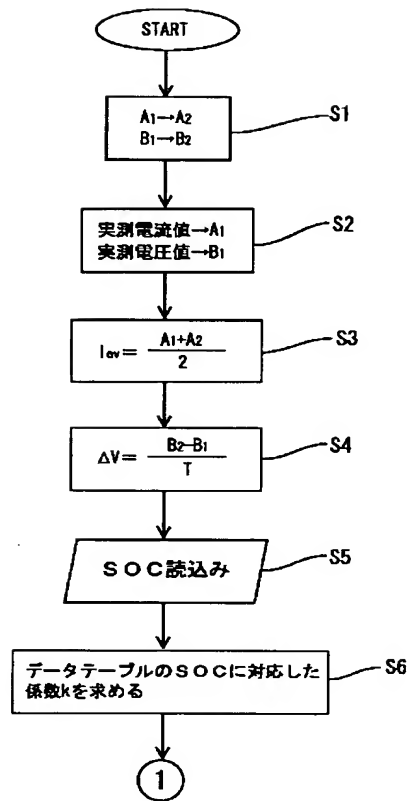 START
A1→A2
B1→B2
S1
実測電流値→A1
実測電圧値→B1
S2
Iav= A1+A2
2
S3
ΔV= B2-B1
T
S4
SOC読込み
S5
データテーブルのSOCに対応した
係数kを求める
S6
1